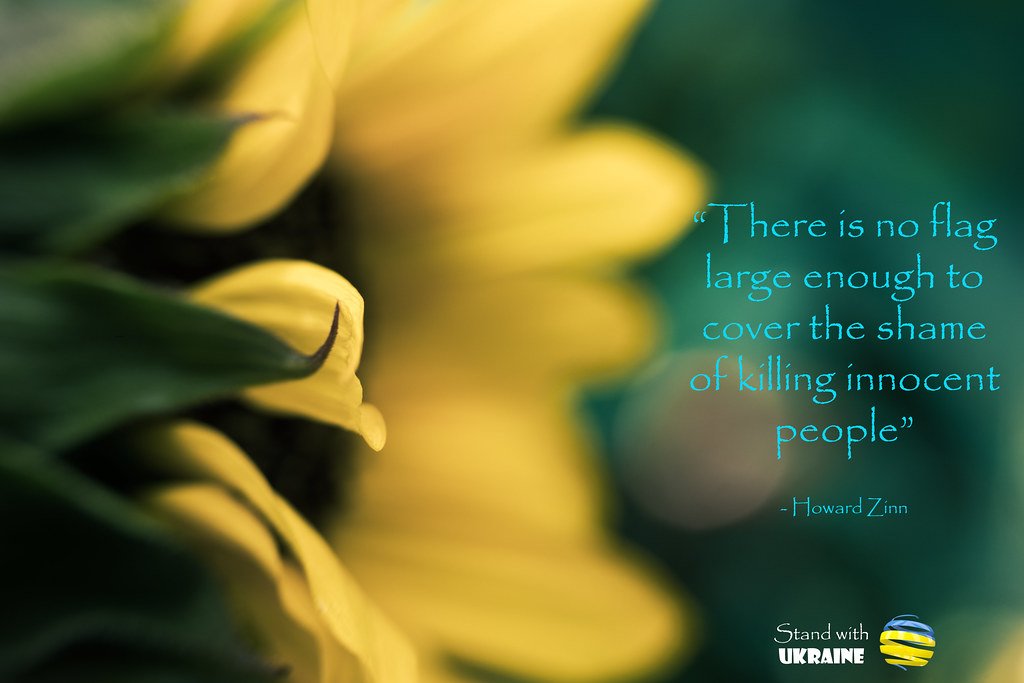 “There is no flag
large enough to
cover the shame
of killing innocent
people”
- Howard Zinn
Stand with
UKRAINE